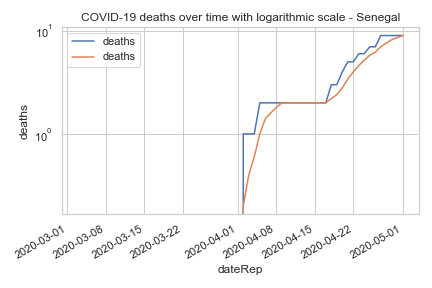 COVID-19 deaths over time with logarithmic scale - Senegal
10¹
deaths
deaths
deaths
10⁰
2020-03-01
2020-03-08
2020-03-15
2020-03-22
2020-04-01
2020-04-08
2020-04-15
2020-04-22
2020-05-01
dateRep